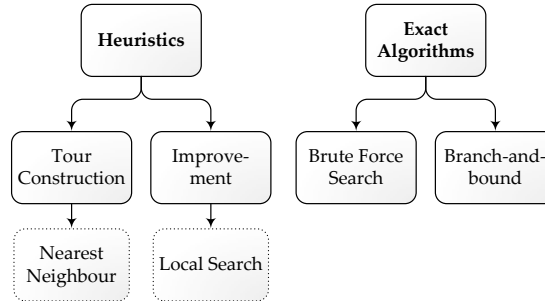 Heuristics
Exact
Algorithms
Tour
Construction
Improve-
ment
Brute Force
Search
Branch-and-
bound
Nearest
Neighbour
Local Search